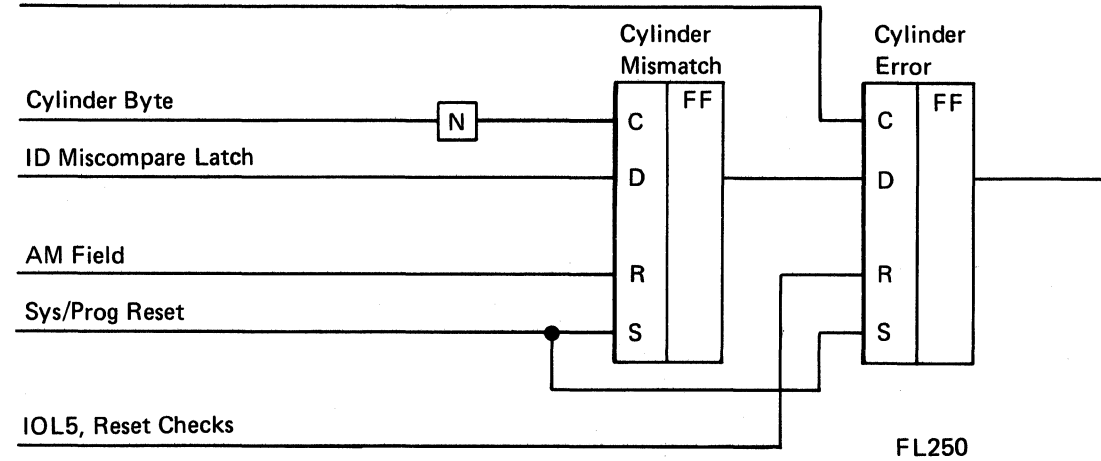 Cylinder
Mismatch
Cylinder
Error
Cylinder Byte
N
FF
C
FF
C
ID Miscompare Latch
D
D
AM Field
R
R
Sys/Prog Reset
S
S
IOL5, Reset Checks
FL250